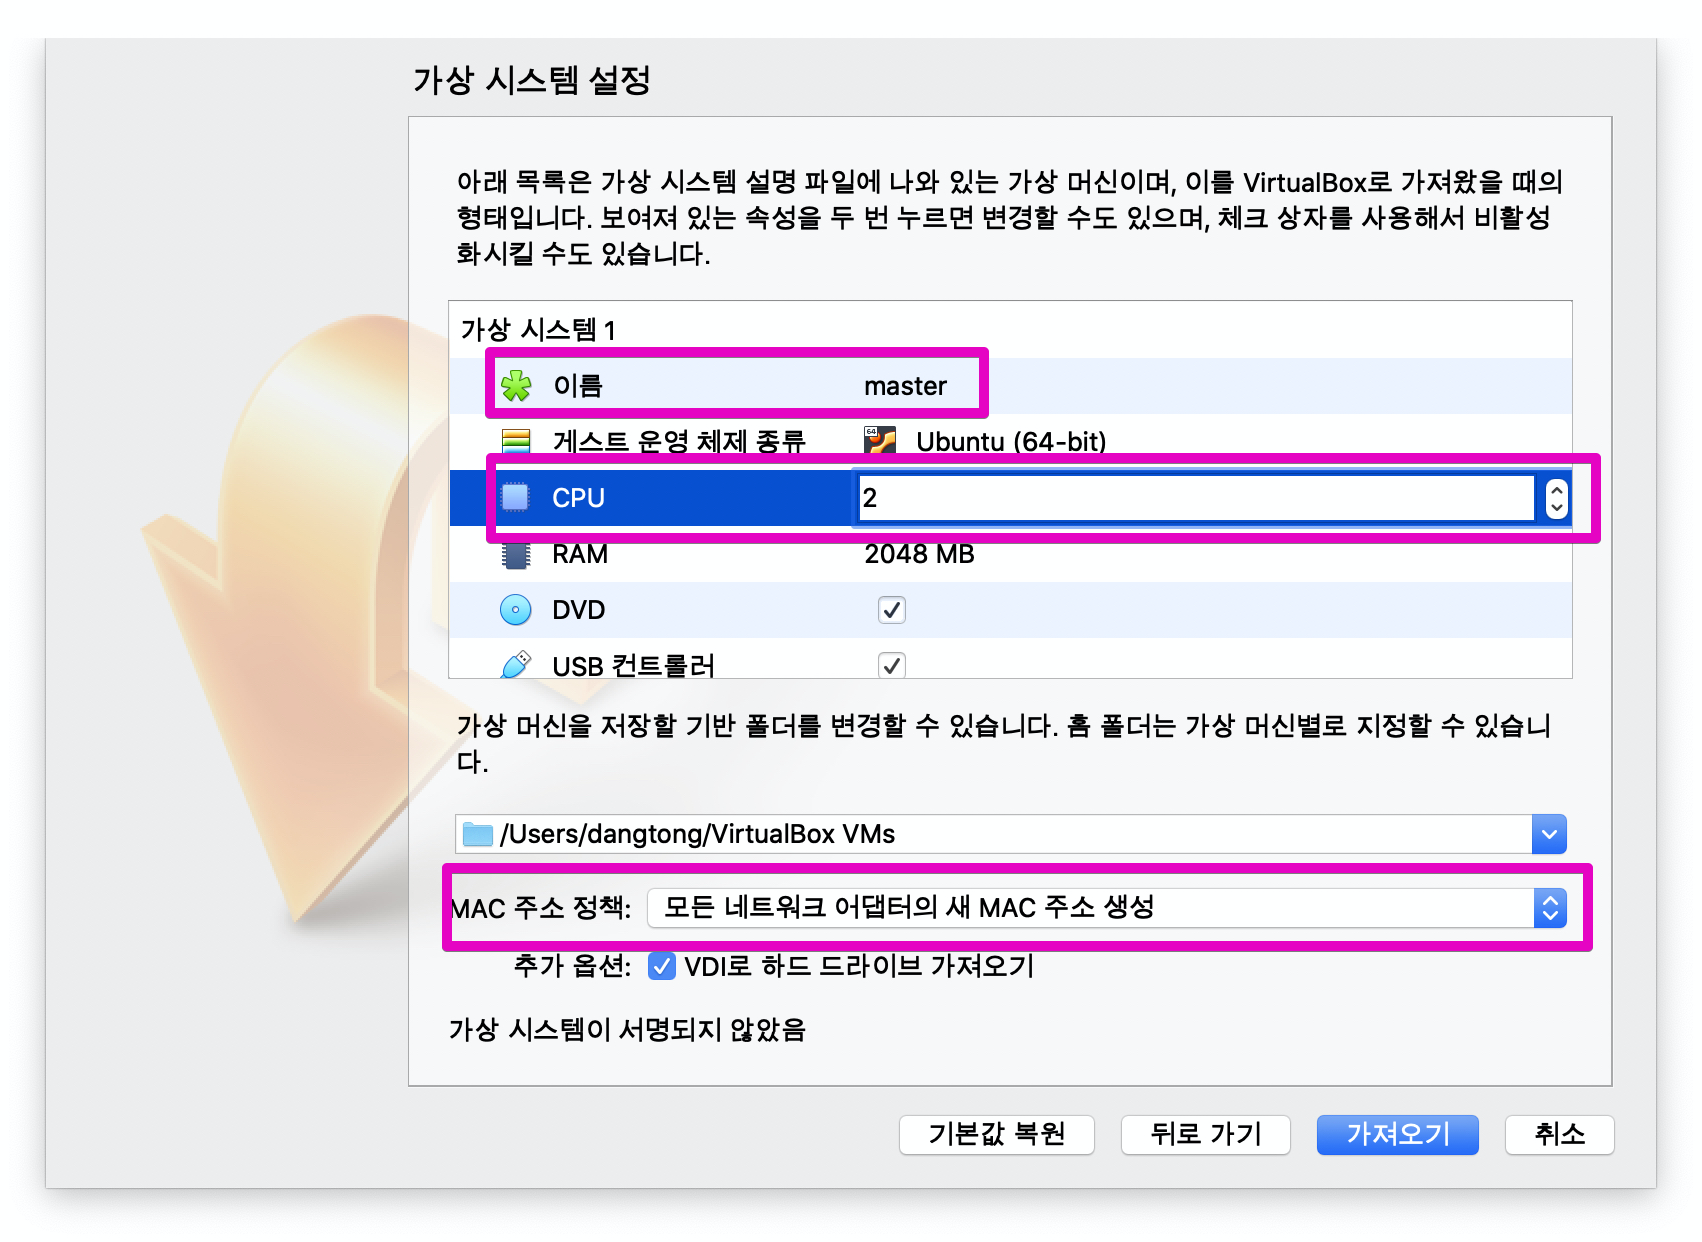 가상 시스템 설정
아래 목록은 가상 시스템 설명 파일에 나와 있는 가상 머신이며, 이를 VirtualBox로 가져왔을 때의
형태입니다. 보여져 있는 속성을 두 번 누르면 변경할 수도 있으며, 체크 상자를 사용해서 비활성
화시킬 수도 있습니다.
가상 시스템 1
이름 master
게스트 운영 체제 종류 64 Ubuntu (64-bit)
CPU 2
RAM 2048 MB
DVD
USB 컨트롤러
가상 머신을 저장할 기반 폴더를 변경할 수 있습니다. 홈 폴더는 가상 머신별로 지정할 수 있습니
다.
/Users/dangtong/VirtualBox VMs
MAC 주소 정책: 모든 네트워크 어댑터의 새 MAC 주소 생성
추가 옵션: VDI로 하드 드라이브 가져오기
가상 시스템이 서명되지 않았음
기본값 복원 뒤로 가기 가져오기 취소